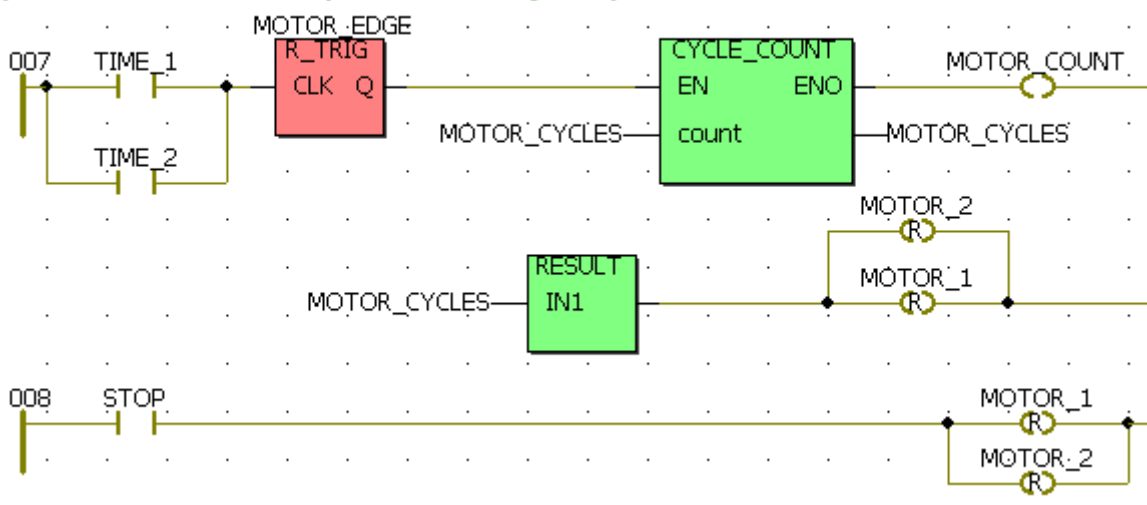 MOTOR_EDGE
007 TIME_1 R_TRIG CYCLE_COUNT MOTOR_COUNT
CLK Q EN ENO
MOTOR_CYCLES count MOTOR_CYCLES
TIME_2
MOTOR_2
RESULT MOTOR_1
MOTOR_CYCLES IN1
R
R
008 STOP MOTOR_1
R
MOTOR_2
R